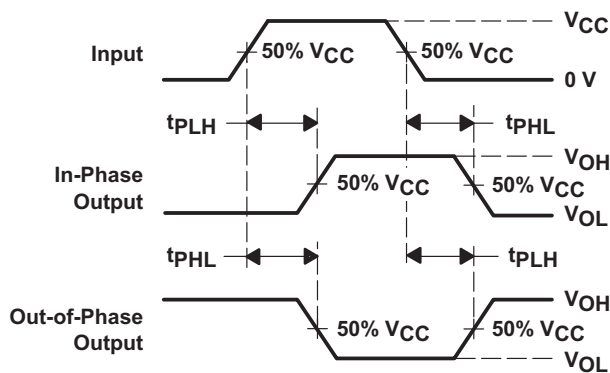 VCC
Input
50% VCC
50% VCC
0 V
tPLH
tPHL
In-Phase
Output
VOH
50% VCC
50% VCC
VOL
tPHL
tPLH
Out-of-Phase
Output
VOH
50% VCC
50% VCC
VOL